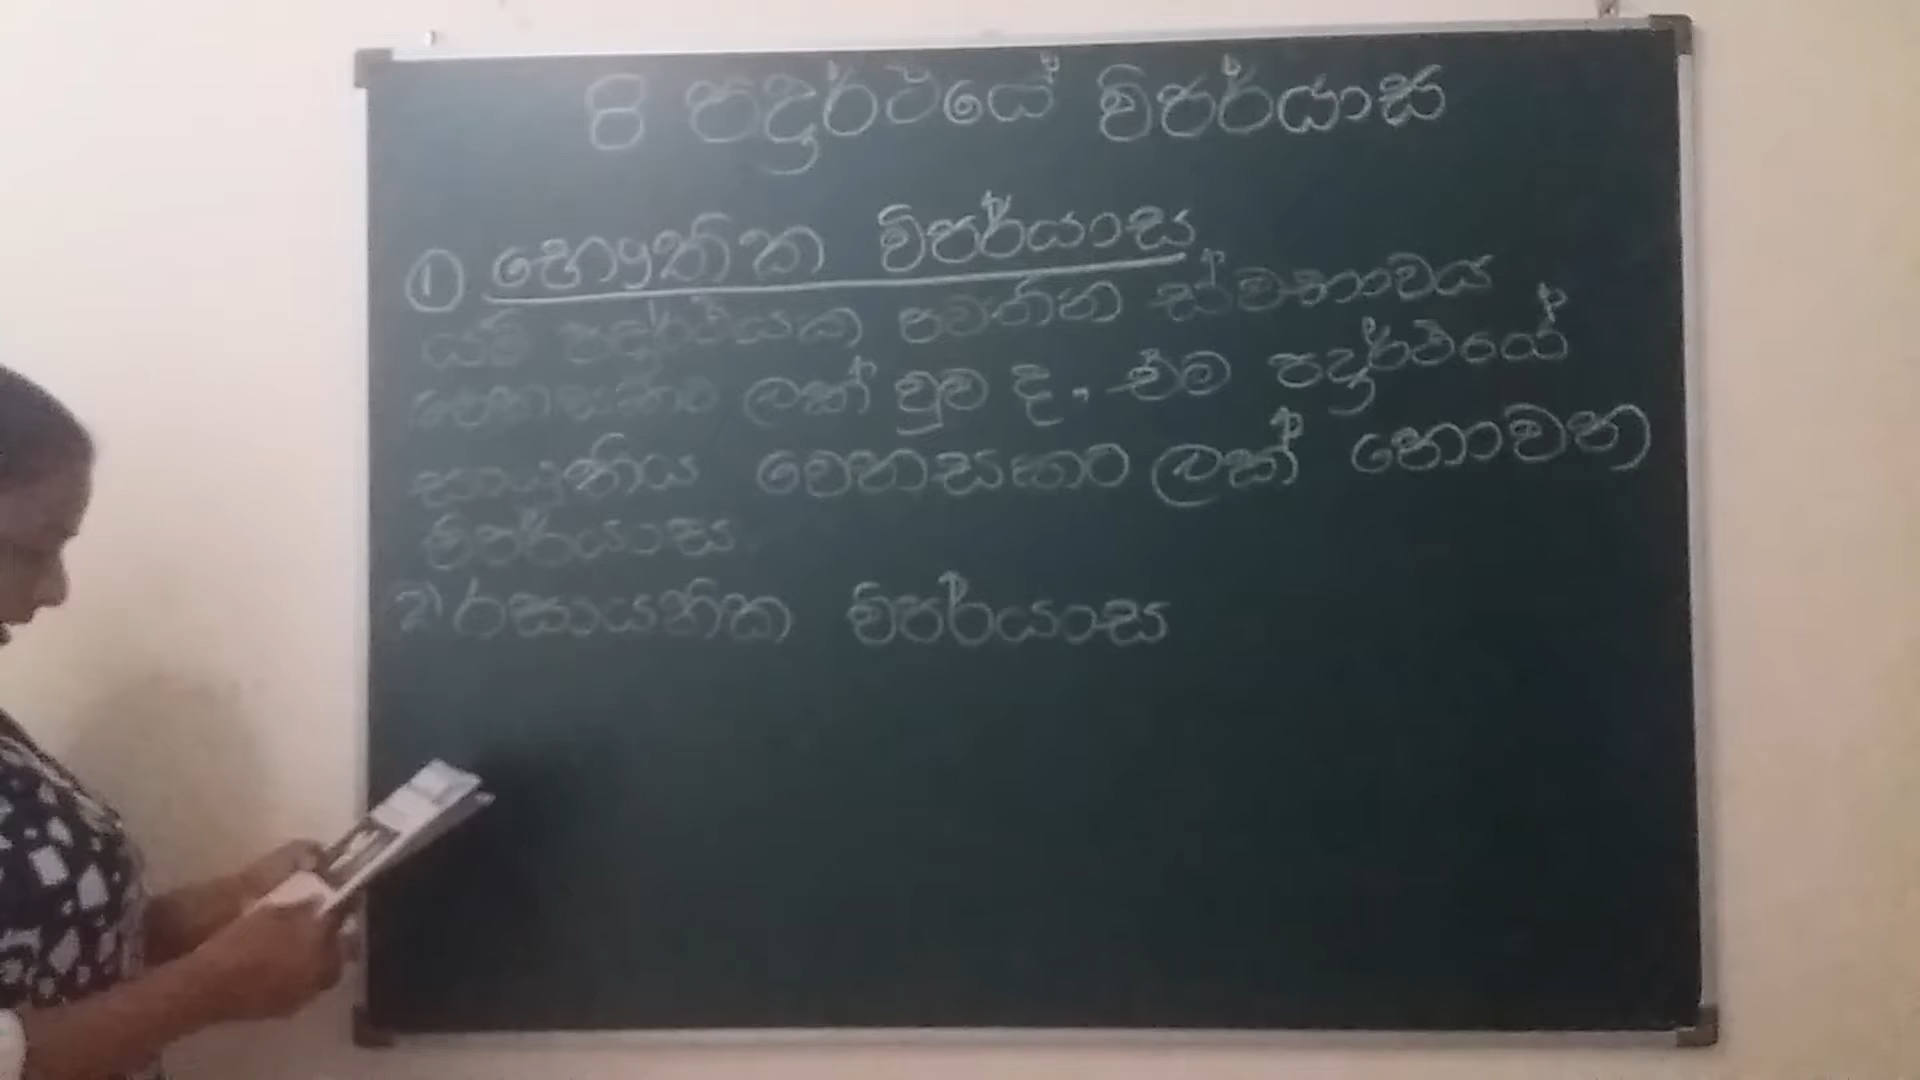 8 පදාර්ථයේ විපර්යාස
① භෞතික විපර්යාස
යම් පදාර්ථයක පවතින ස්වභාවය
වෙනසකට ලක් වුව ද, එම පදාර්ථයේ
සංයුතිය වෙනසකට ලක් නොවන
විපර්යාස.
2) රසායනික විපර්යාස